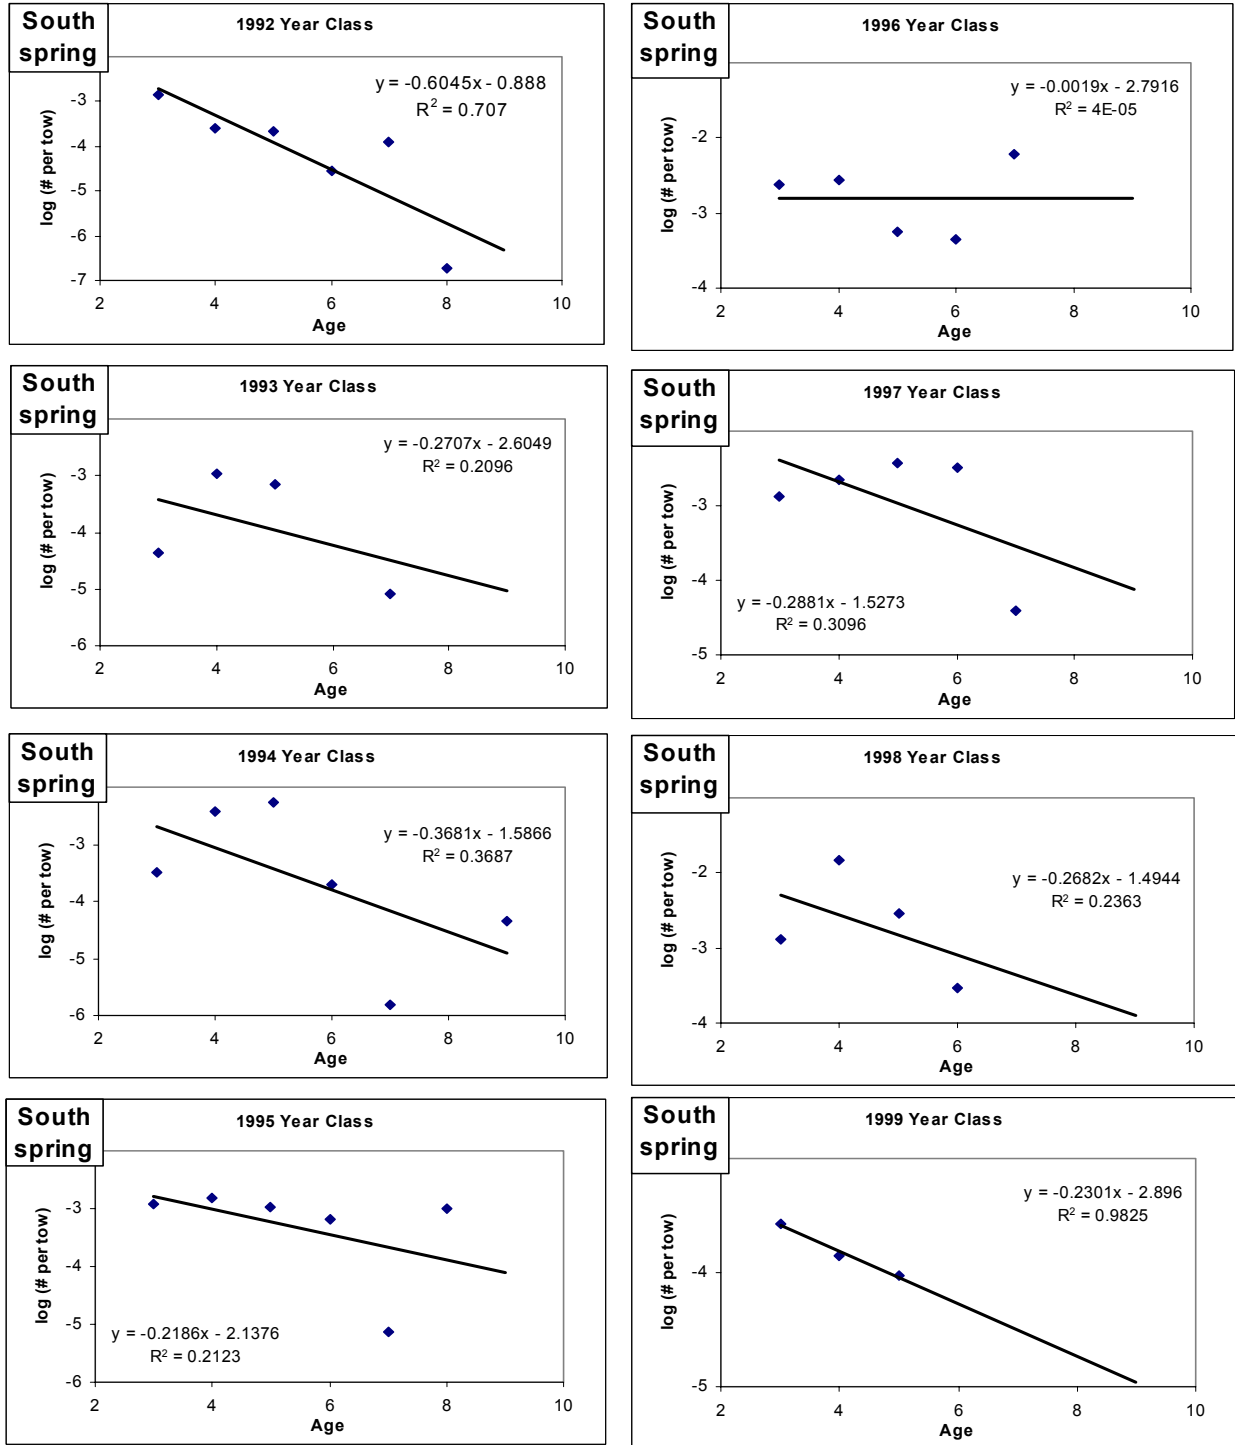 South
spring
1992 Year Class
y = -0.6045x - 0.888
R² = 0.707
log (# per tow)
-3
-4
-5
-6
-7
2
4
6
8
10
Age
South
spring
1996 Year Class
y = -0.0019x - 2.7916
R² = 4E-05
log (# per tow)
-2
-3
-4
2
4
6
8
10
Age
South
spring
1993 Year Class
y = -0.2707x - 2.6049
R² = 0.2096
log (# per tow)
-3
-4
-5
-6
2
4
6
8
10
Age
South
spring
1997 Year Class
log (# per tow)
-3
-4
-5
y = -0.2881x - 1.5273
R² = 0.3096
2
4
6
8
10
Age
South
spring
1994 Year Class
y = -0.3681x - 1.5866
R² = 0.3687
log (# per tow)
-3
-4
-5
-6
2
4
6
8
10
Age
South
spring
1998 Year Class
y = -0.2682x - 1.4944
R² = 0.2363
log (# per tow)
-2
-3
-4
2
4
6
8
10
Age
South
spring
1995 Year Class
log (# per tow)
-3
-4
-5
-6
y = -0.2186x - 2.1376
R² = 0.2123
2
4
6
8
10
Age
South
spring
1999 Year Class
y = -0.2301x - 2.896
R² = 0.9825
log (# per tow)
-4
-5
2
4
6
8
10
Age